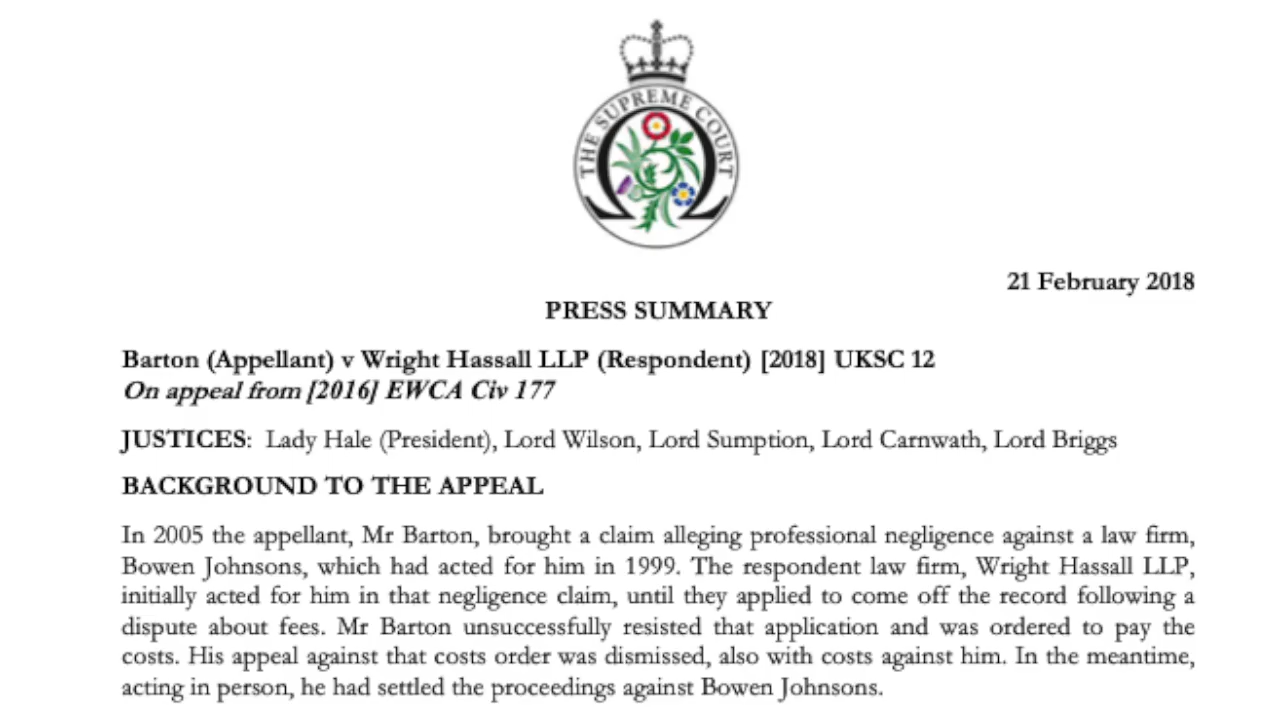 THE SUPREME COURT
21 February 2018
PRESS SUMMARY
Barton (Appellant) v Wright Hassall LLP (Respondent) [2018] UKSC 12
On appeal from [2016] EWCA Civ 177
JUSTICES: Lady Hale (President), Lord Wilson, Lord Sumption, Lord Carnwath, Lord Briggs
BACKGROUND TO THE APPEAL
In 2005 the appellant, Mr Barton, brought a claim alleging professional negligence against a law firm,
Bowen Johnsons, which had acted for him in 1999. The respondent law firm, Wright Hassall LLP,
initially acted for him in that negligence claim, until they applied to come off the record following a
dispute about fees. Mr Barton unsuccessfully resisted that application and was ordered to pay the
costs. His appeal against that costs order was dismissed, also with costs against him. In the meantime,
acting in person, he had settled the proceedings against Bowen Johnsons.